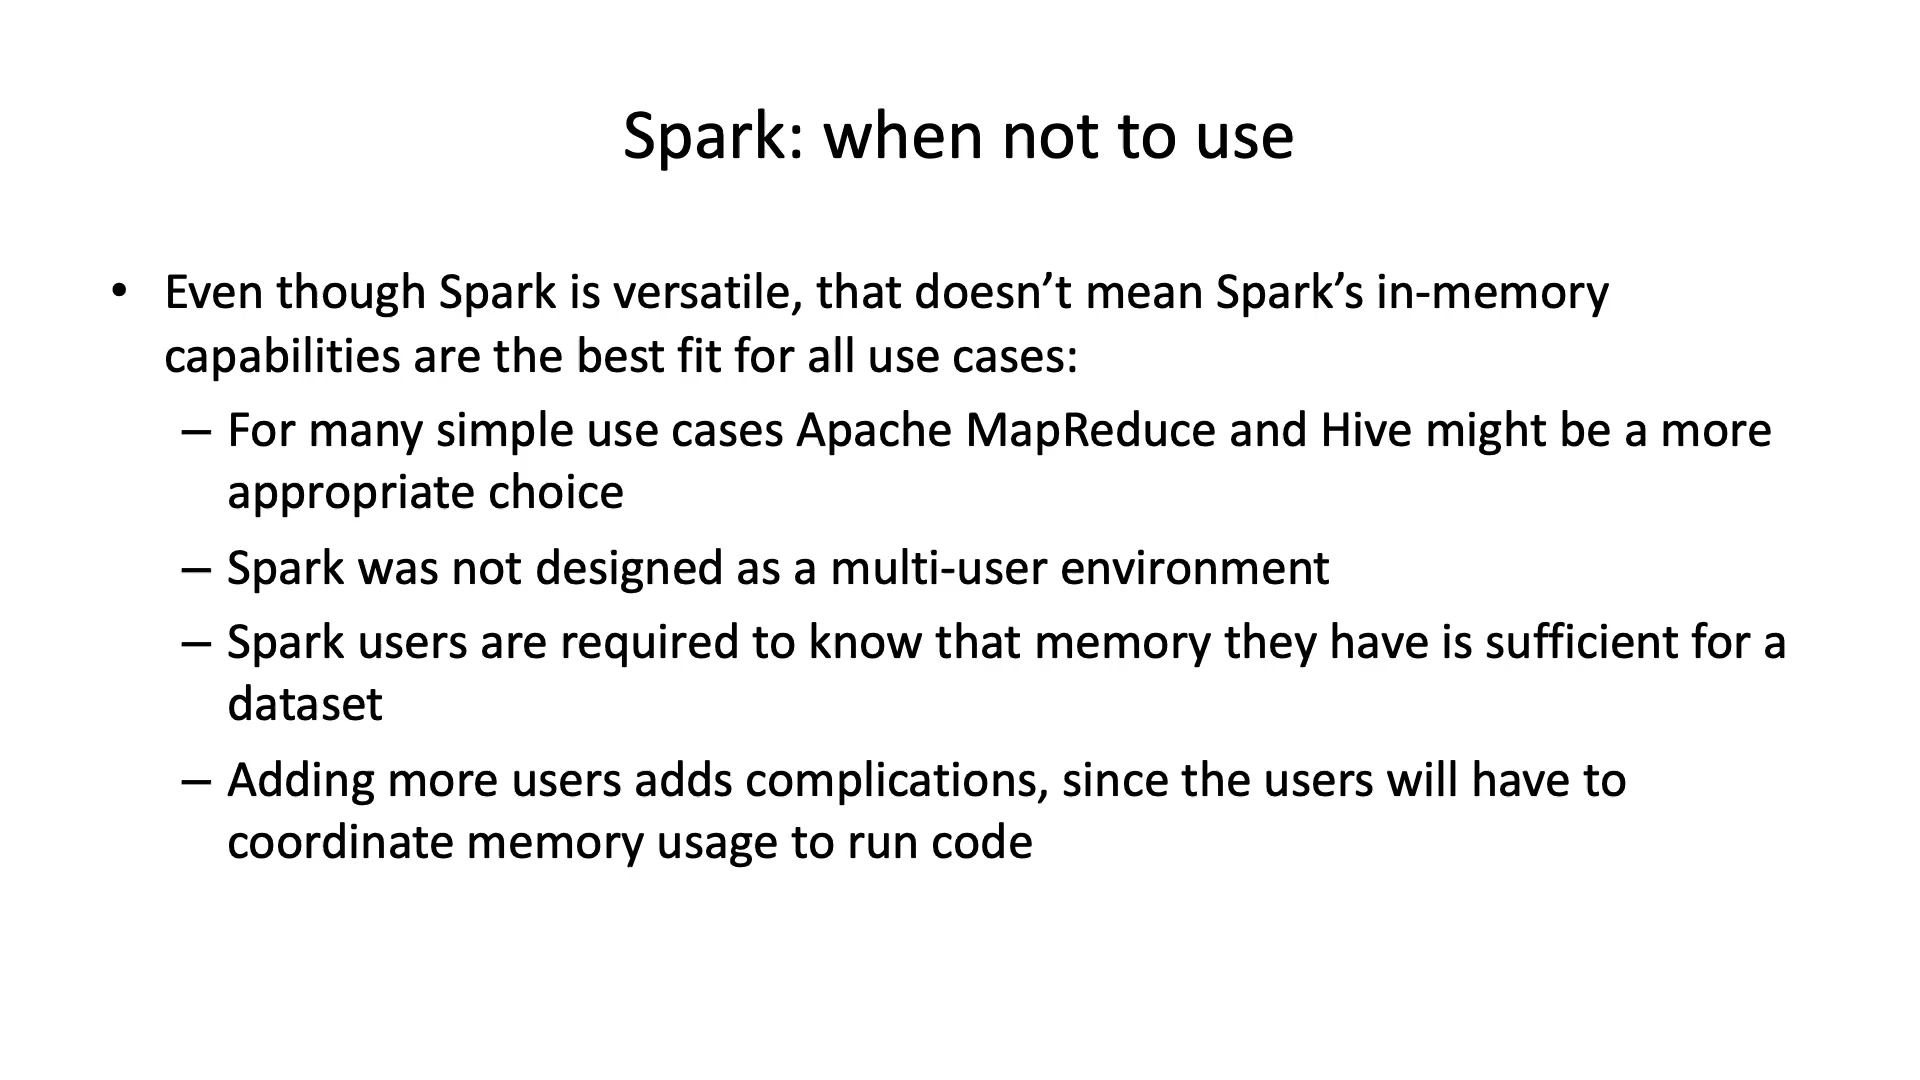 Spark: when not to use
• Even though Spark is versatile, that doesn’t mean Spark’s in-memory
capabilities are the best fit for all use cases:
– For many simple use cases Apache MapReduce and Hive might be a more
appropriate choice
– Spark was not designed as a multi-user environment
– Spark users are required to know that memory they have is sufficient for a
dataset
– Adding more users adds complications, since the users will have to
coordinate memory usage to run code